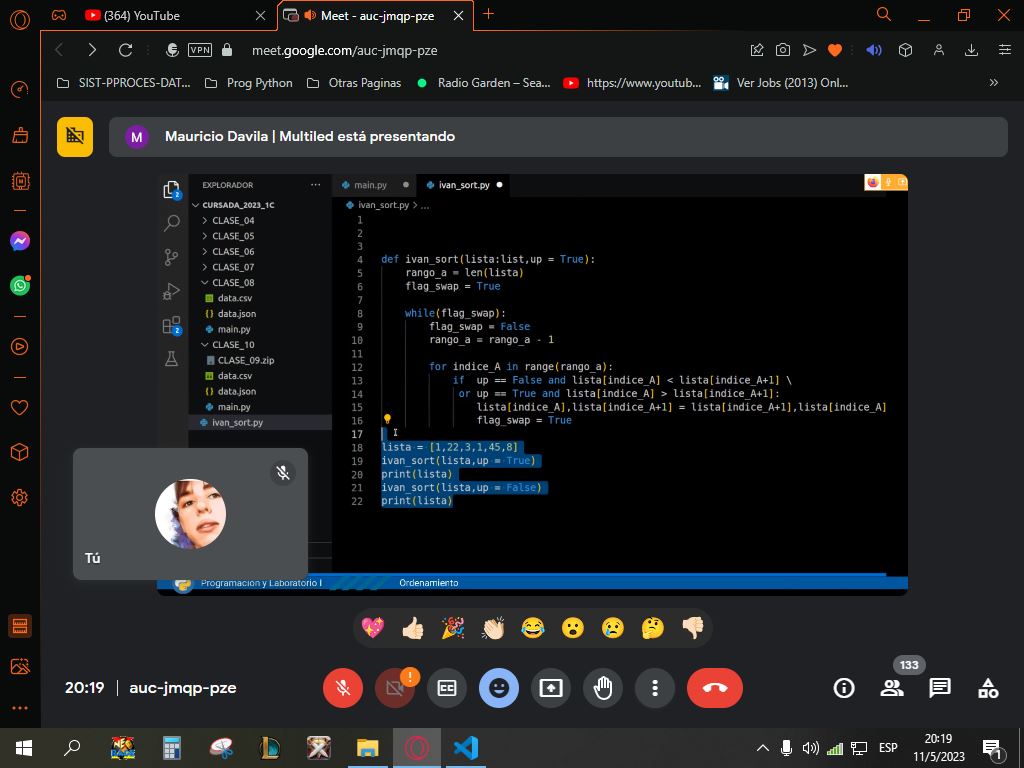 (364) YouTube
Meet - auc-jmqp-pze
VPN
meet.google.com/auc-jmqp-pze
SIST-PPROCES-DAT...
Prog Python
Otras Paginas
Radio Garden – Sea...
https://www.youtub...
Ver Jobs (2013) Onl...
»
M
Mauricio Davila | Multiled está presentando
EXPLORADOR
CURSADA_2023_1C
CLASE_04
CLASE_05
CLASE_06
CLASE_07
CLASE_08
data.csv
{} data.json
main.py
CLASE_10
CLASE_09.zip
data.csv
{} data.json
main.py
ivan_sort.py
2
2
main.py
ivan_sort.py
ivan_sort.py > ...
1
2
3
4 def ivan_sort(lista:list,up = True):
5 rango_a = len(lista)
6 flag_swap = True
7
8 while(flag_swap):
9 flag_swap = False
10 rango_a = rango_a - 1
11
12 for indice_A in range(rango_a):
13 if up == False and lista[indice_A] < lista[indice_A+1] \
14 or up == True and lista[indice_A] > lista[indice_A+1]:
15 lista[indice_A],lista[indice_A+1] = lista[indice_A+1],lista[indice_A]
16 flag_swap = True
17
18 lista = [1,22,3,1,45,8]
19 ivan_sort(lista,up = True)
20 print(lista)
21 ivan_sort(lista,up = False)
22 print(lista)
Tú
Programación y Laboratorio I
Ordenamiento
20:19 | auc-jmqp-pze
!
CC
133
ESP
20:19
11/5/2023
1